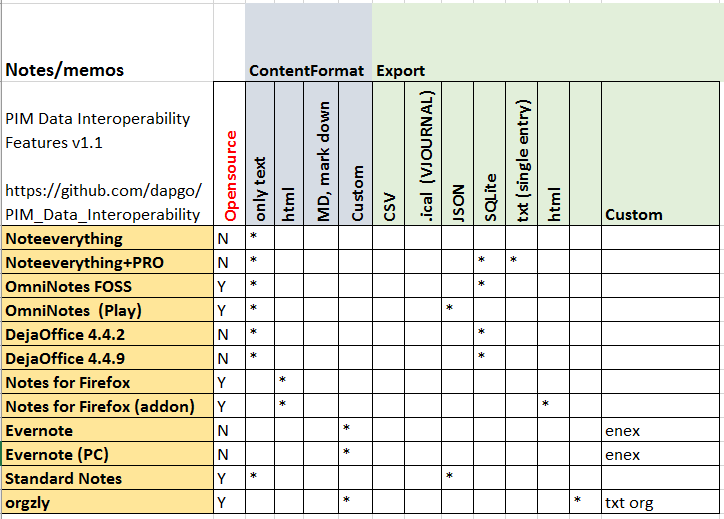 Notes/memos ContentFormat Export
PIM Data Interoperability
Features v1.1
https://github.com/dapgo/
PIM_Data_Interoperability
Opensource
only text
html
MD, mark down
Custom
CSV
.ical (VJOURNAL)
JSON
SQLite
txt (single entry)
html
Custom
Noteeverything N *
Noteeverything+PRO N * * *
OmniNotes FOSS Y * *
OmniNotes (Play) Y * *
DejaOffice 4.4.2 N * *
DejaOffice 4.4.9 N * *
Notes for Firefox Y *
Notes for Firefox (addon) Y * *
Evernote N * enex
Evernote (PC) N * enex
Standard Notes Y * *
orgzly Y * * txt org